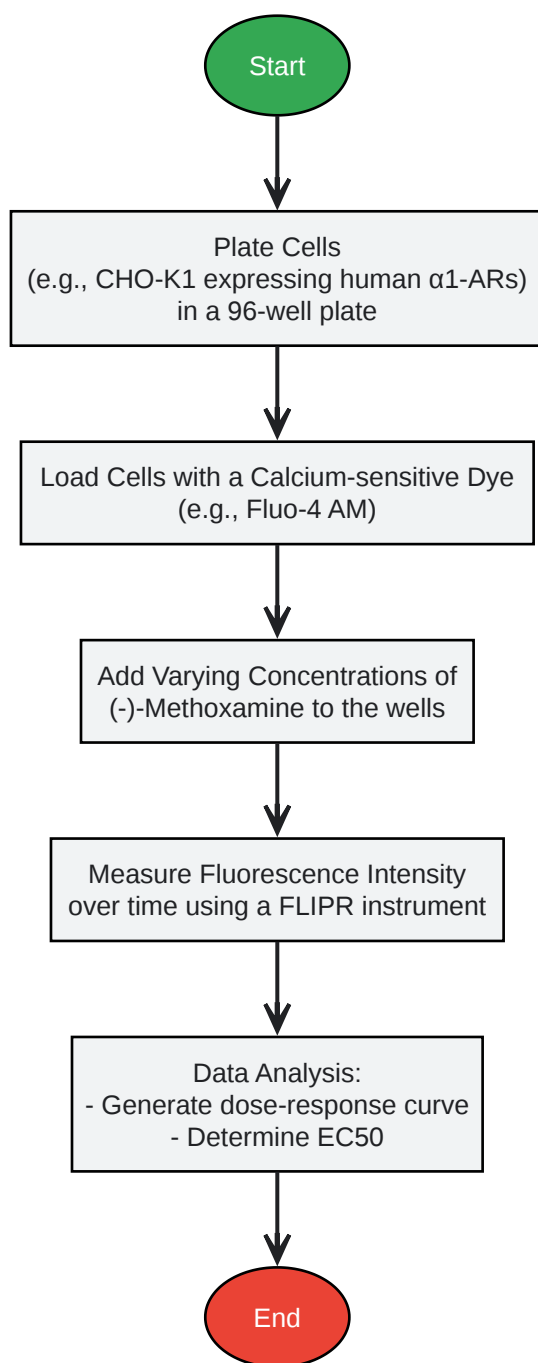 Start
Plate Cells
(e.g., CHO-K1 expressing human α1-ARs)
in a 96-well plate
Load Cells with a Calcium-sensitive Dye
(e.g., Fluo-4 AM)
Add Varying Concentrations of
(-)-Methoxamine to the wells
Measure Fluorescence Intensity
over time using a FLIPR instrument
Data Analysis:
- Generate dose-response curve
- Determine EC50
End